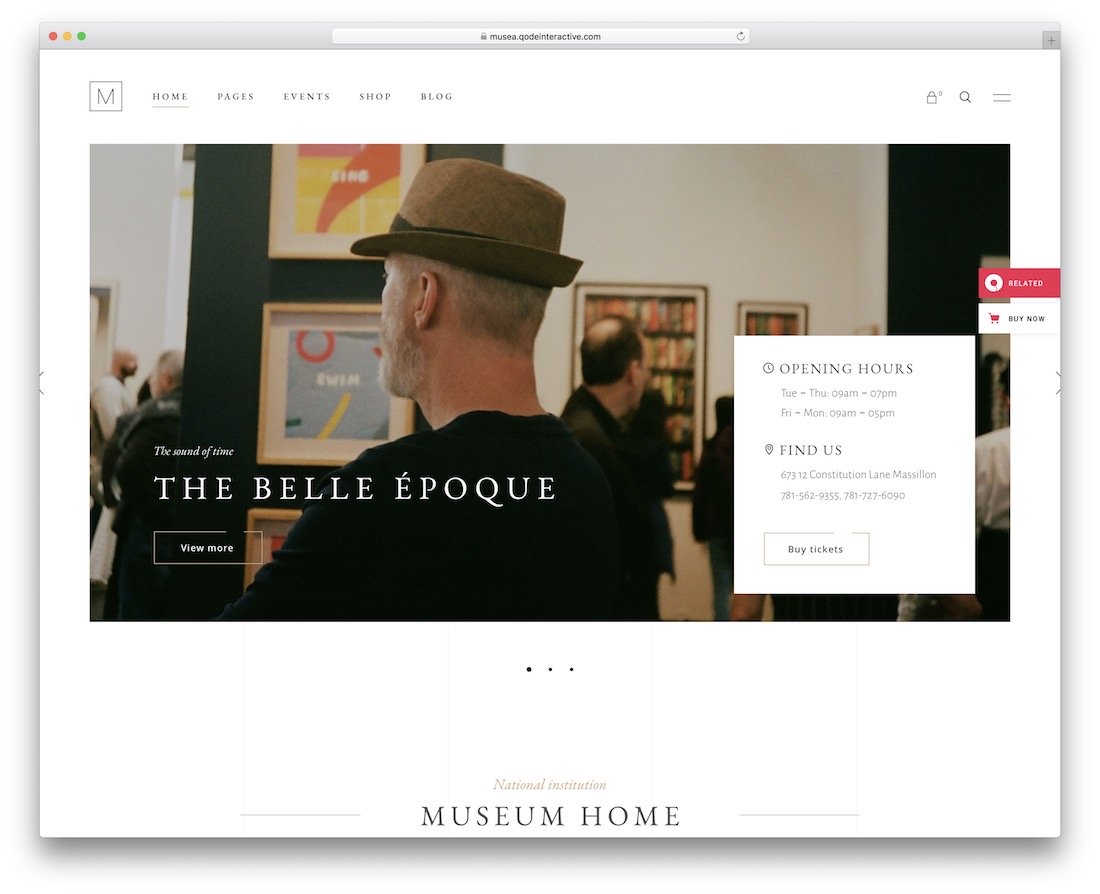 musea.qodeinteractive.com
M
HOME PAGES EVENTS SHOP BLOG
0
SING
SWIM
RELATED
BUY NOW
OPENING HOURS
Tue – Thu: 09am – 07pm
Fri – Mon: 09am – 05pm
FIND US
673 12 Constitution Lane Massillon
781-562-9355, 781-727-6090
Buy tickets
The sound of time
THE BELLE ÉPOQUE
View more
National institution
MUSEUM HOME